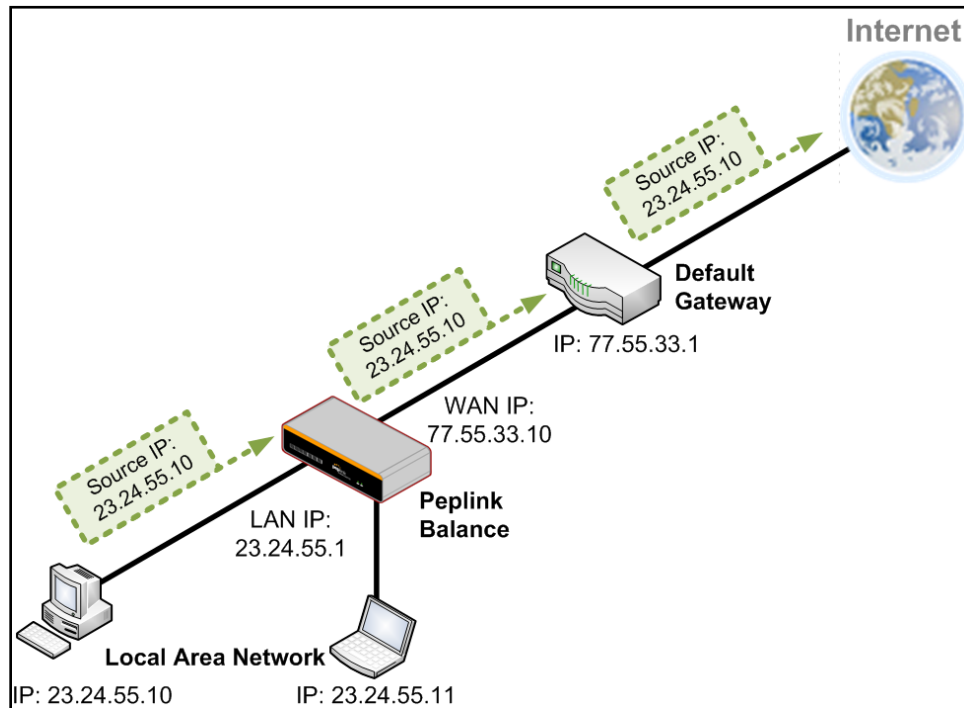 Internet
Source IP:
23.24.55.10
Default
Gateway
IP: 77.55.33.1
Source IP:
23.24.55.10
WAN IP:
77.55.33.10
Source IP:
23.24.55.10
Peplink
Balance
LAN IP:
23.24.55.1
Local Area Network
IP: 23.24.55.10
IP: 23.24.55.11